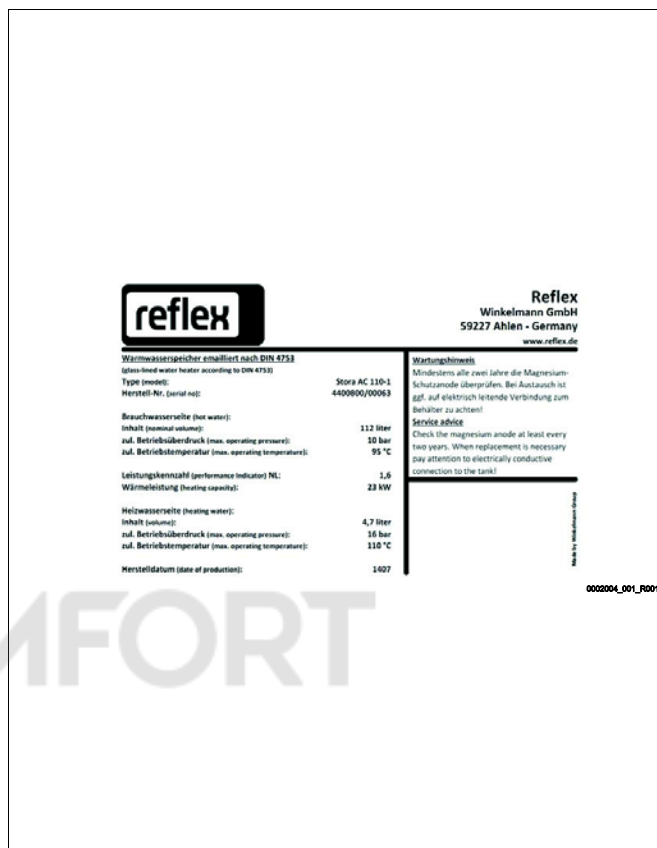 reflex
Reflex
Winkelmann GmbH
59227 Ahlen - Germany
www.reflex.de
Warmwasserspeicher emailliert nach DIN 4753
(glass-lined water heater according to DIN 4753)
Type (model): Stora AC 110-1
Herstell-Nr. (serial no): 4400800/00063
Brauchwasserseite (hot water):
Inhalt (nominal volume): 112 liter
zul. Betriebsüberdruck (max. operating pressure): 10 bar
zul. Betriebstemperatur (max. operating temperature): 95 °C
Leistungskennzahl (performance indicator) NL: 1,6
Wärmeleistung (heating capacity): 23 kW
Heizwasserseite (heating water):
Inhalt (volume): 4,7 liter
zul. Betriebsüberdruck (max. operating pressure): 16 bar
zul. Betriebstemperatur (max. operating temperature): 110 °C
Herstelldatum (date of production): 1407
Wartungshinweis
Mindestens alle zwei Jahre die Magnesium-
Schutzanode überprüfen. Bei Austausch ist
ggf. auf elektrisch leitende Verbindung zum
Behälter zu achten!
Service advice
Check the magnesium anode at least every
two years. When replacement is necessary
pay attention to electrically conductive
connection to the tank!
Made by Winkelmann Group
0002004_001_R001
MFORT